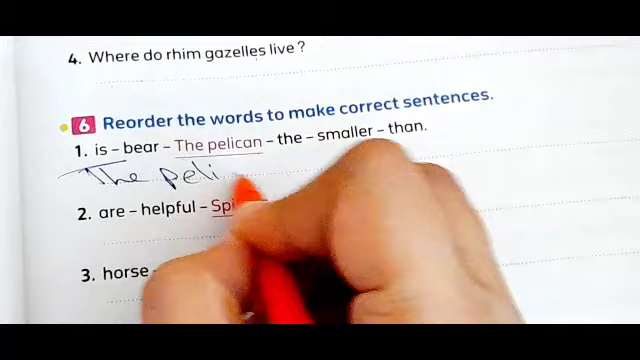 4. Where do rhim gazelles live?
6 Reorder the words to make correct sentences.
1. is – bear – The pelican – the – smaller – than.
The peli
2. are – helpful – Spi
3. horse